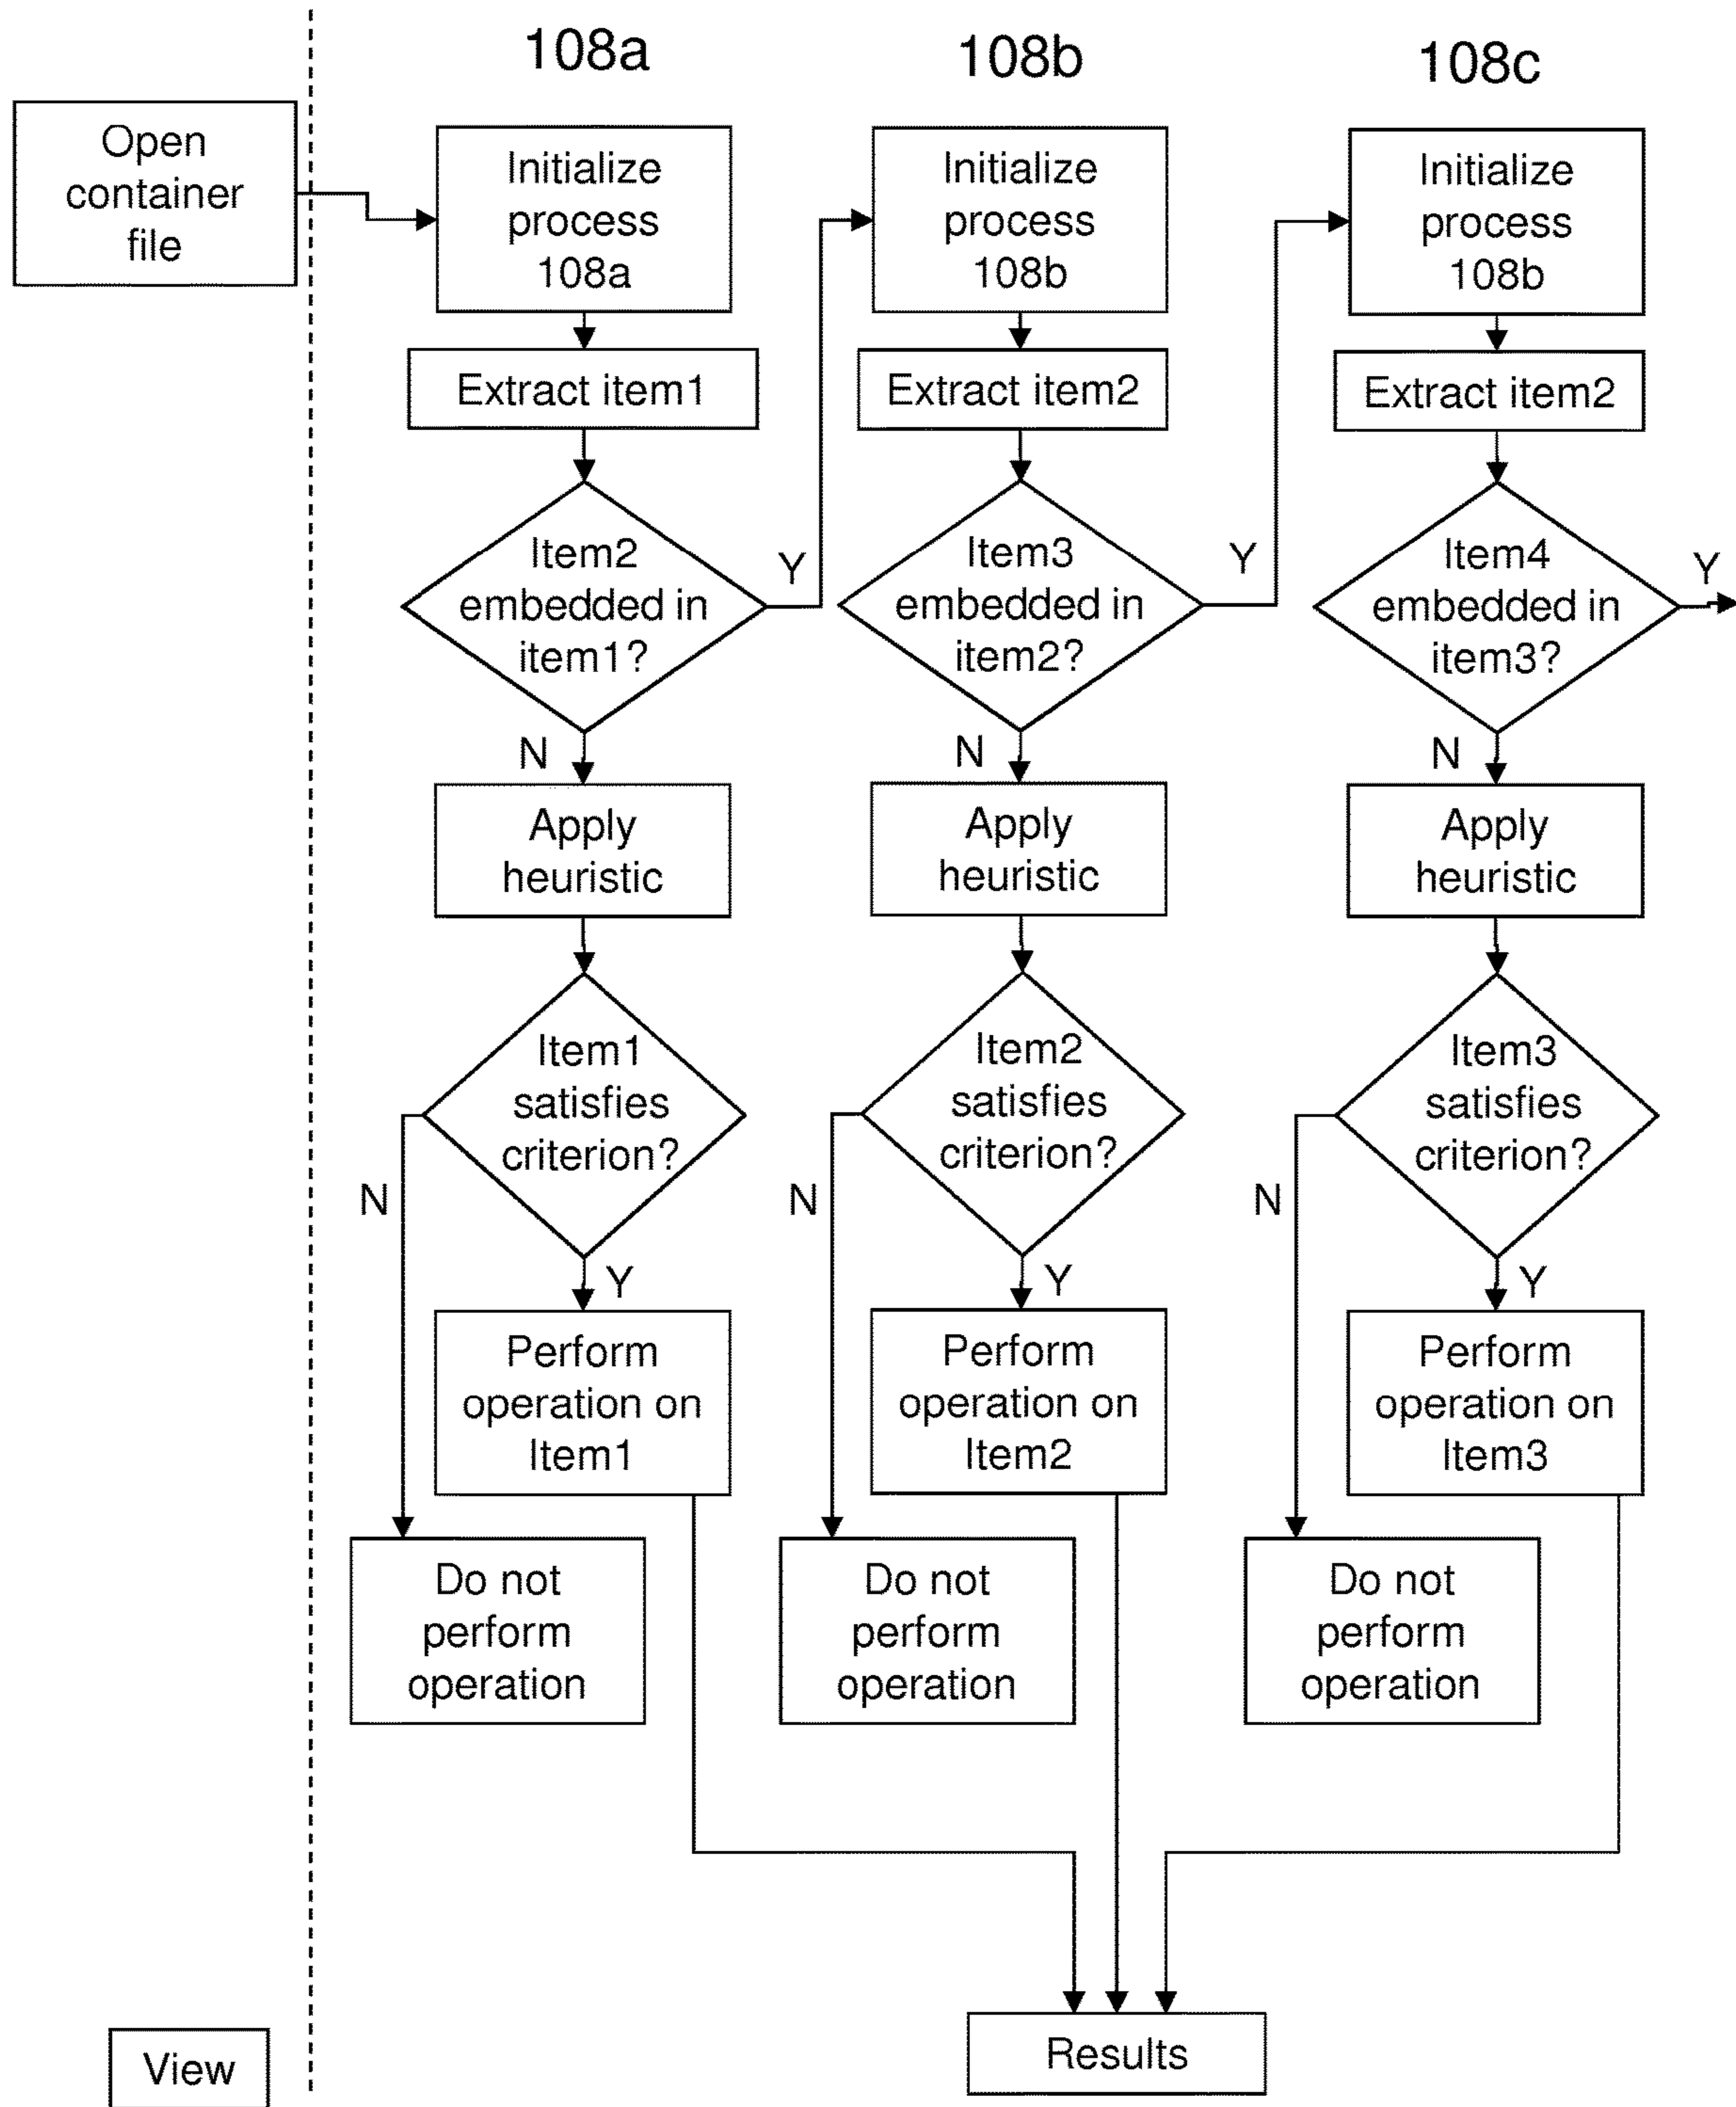 108a
108b
108c
Open
container
file
Initialize
process
108a
Initialize
process
108b
Initialize
process
108b
Extract item1
Extract item2
Extract item2
Item2
embedded in
item1?
Y
Item3
embedded in
item2?
Y
Item4
embedded in
item3?
Y
N
N
N
Apply
heuristic
Apply
heuristic
Apply
heuristic
Item1
satisfies
criterion?
Item2
satisfies
criterion?
Item3
satisfies
criterion?
N
N
N
Y
Y
Y
Perform
operation on
Item1
Perform
operation on
Item2
Perform
operation on
Item3
Do not
perform
operation
Do not
perform
operation
Do not
perform
operation
View
Results